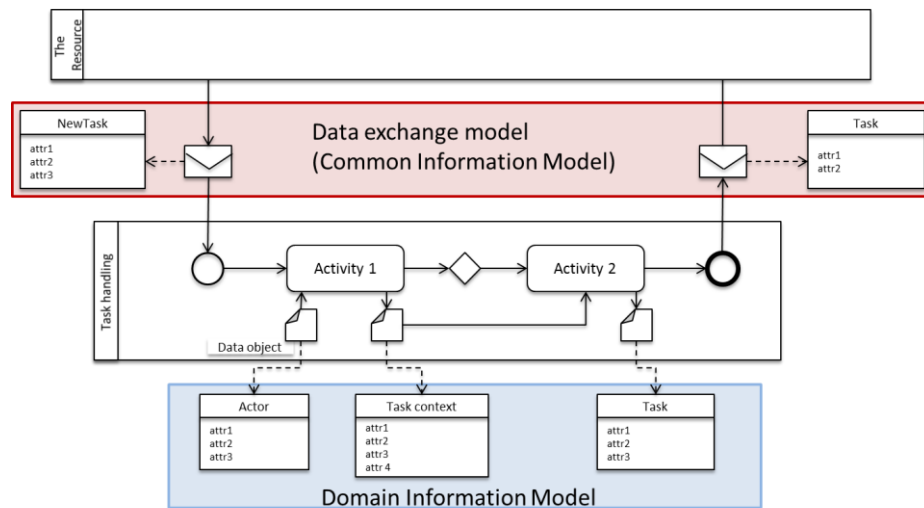 The
Resource
NewTask
attr1
attr2
attr3
Data exchange model
(Common Information Model)
Task
attr1
attr2
Task handling
Activity 1
Activity 2
Data object
Actor
attr1
attr2
attr3
Task context
attr1
attr2
attr3
attr 4
Task
attr1
attr2
attr3
Domain Information Model